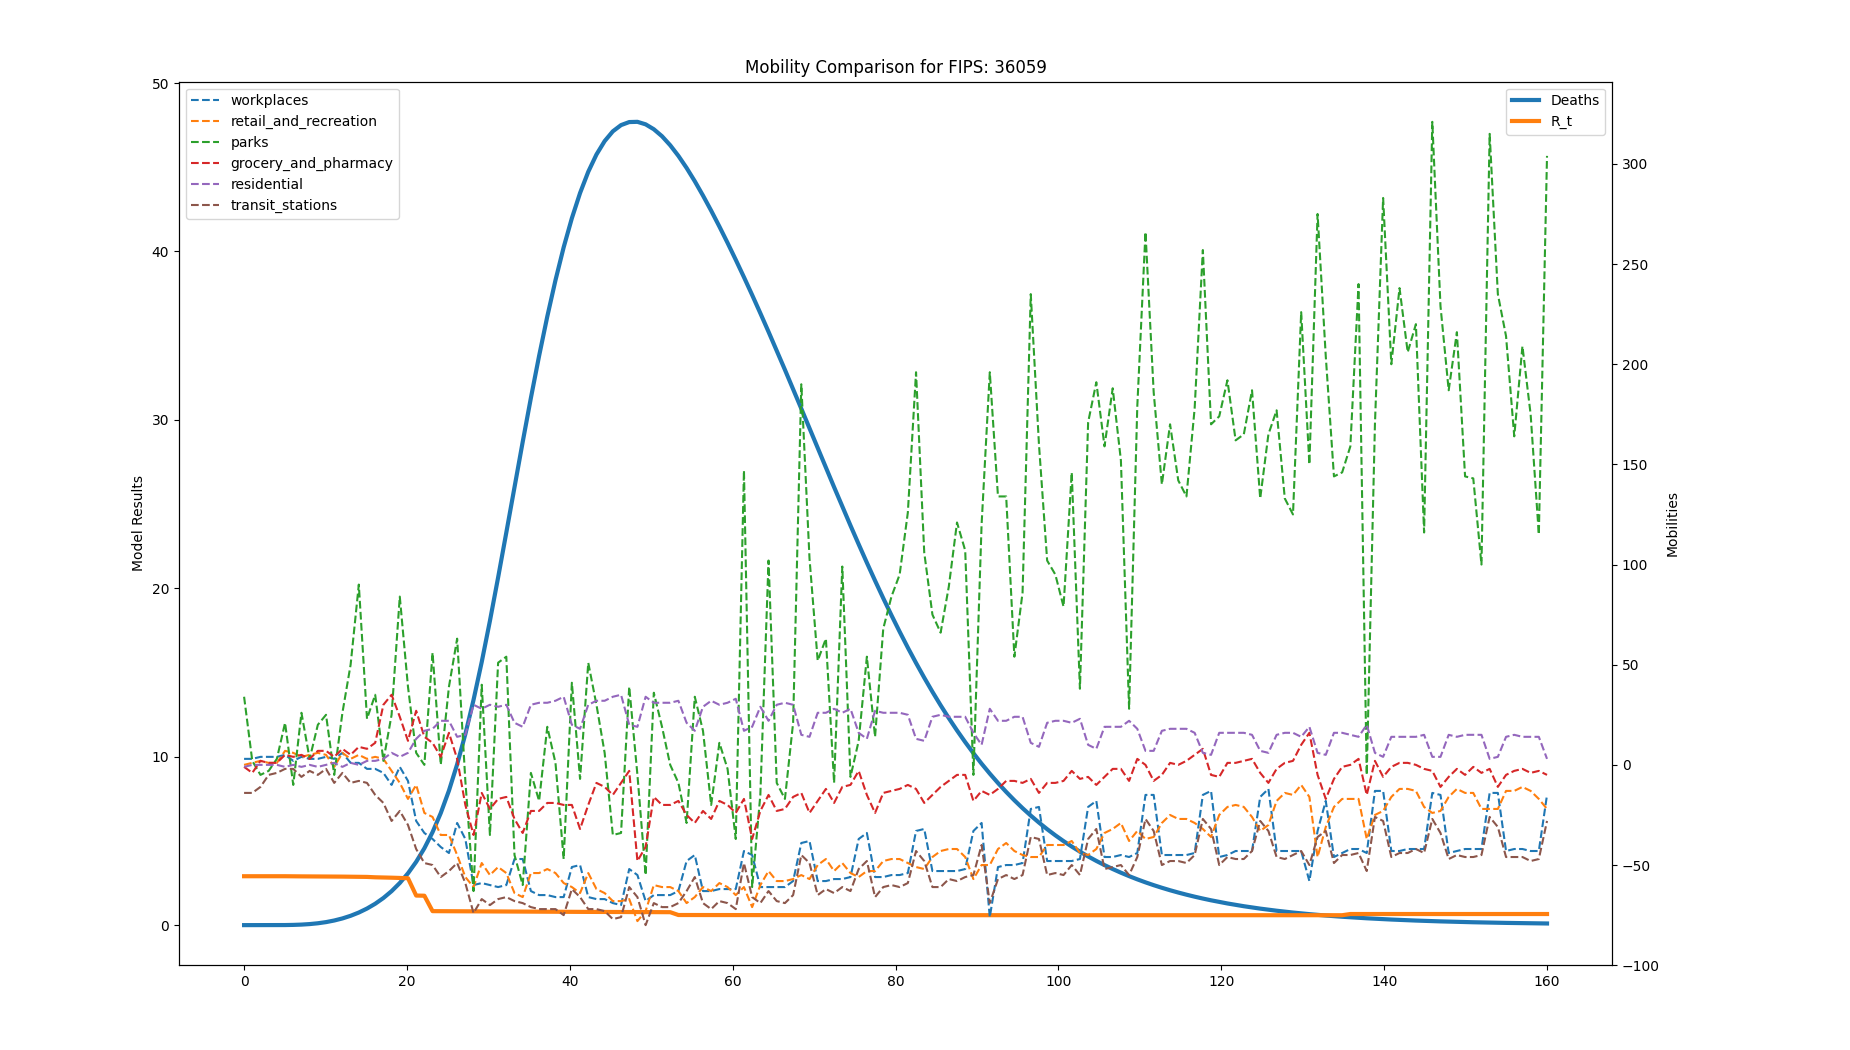 Mobility Comparison for FIPS: 36059
workplaces
retail_and_recreation
parks
grocery_and_pharmacy
residential
transit_stations
Deaths
R_t
Model Results
50
40
30
20
10
0
Mobilities
300
250
200
150
100
50
0
−50
−100
0 20 40 60 80 100 120 140 160